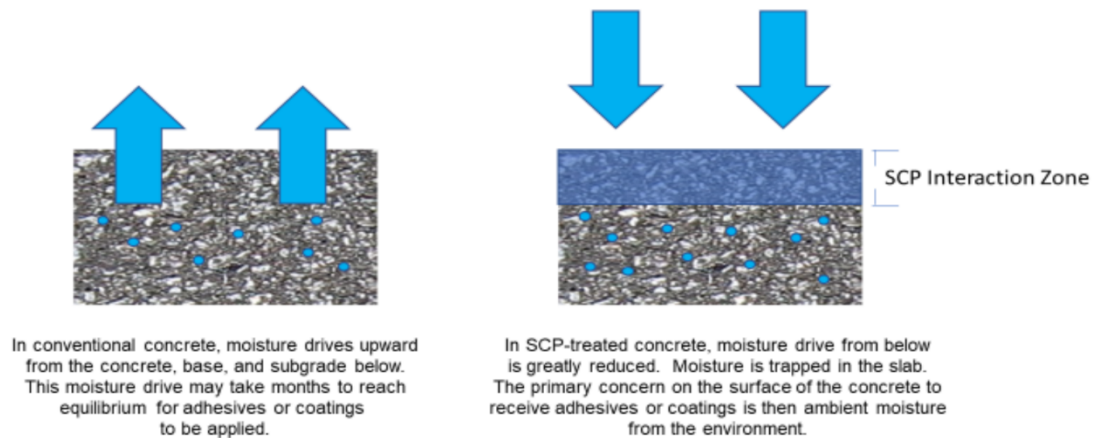 SCP Interaction Zone
In conventional concrete, moisture drives upward
from the concrete, base, and subgrade below.
This moisture drive may take months to reach
equilibrium for adhesives or coatings
to be applied.
In SCP-treated concrete, moisture drive from below
is greatly reduced. Moisture is trapped in the slab.
The primary concern on the surface of the concrete to
receive adhesives or coatings is then ambient moisture
from the environment.